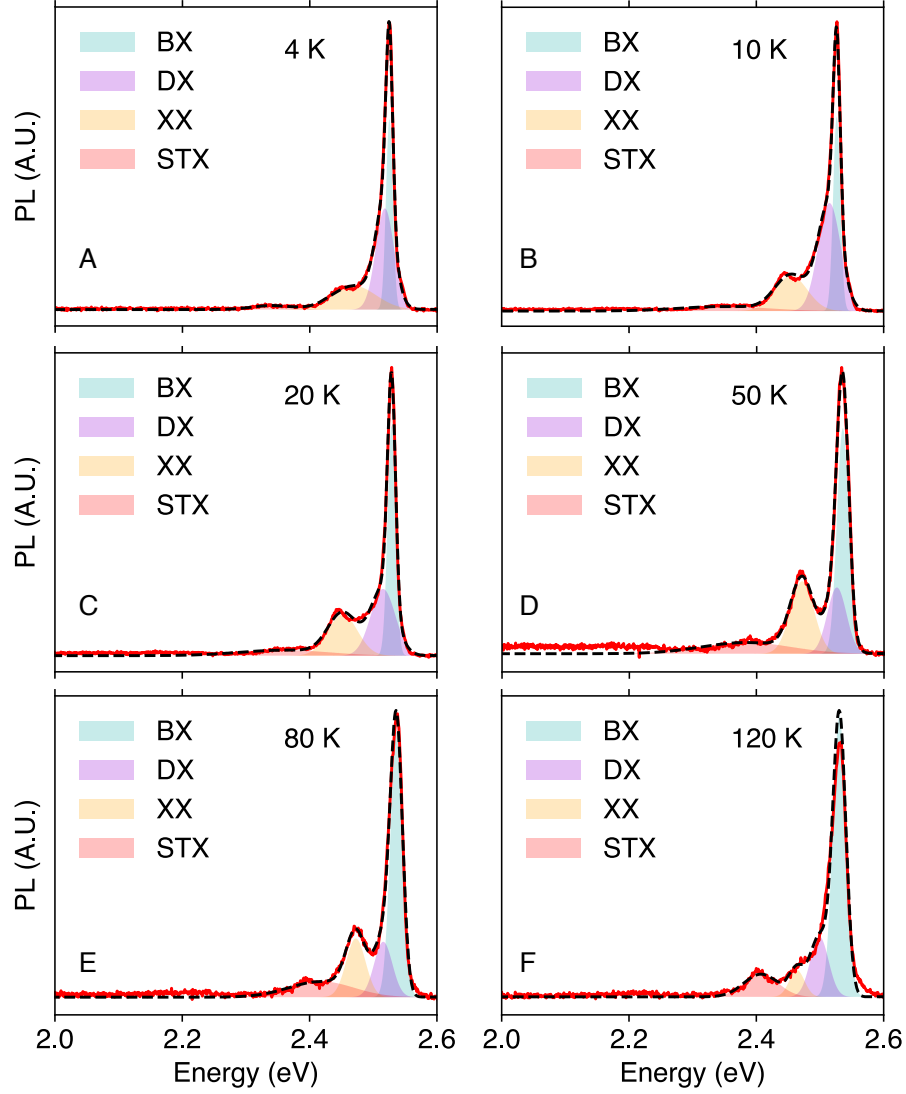 BX
4 K
DX
XX
STX
A
PL (A.U.)
BX
10 K
DX
XX
STX
B
BX
20 K
DX
XX
STX
C
PL (A.U.)
BX
50 K
DX
XX
STX
D
BX
80 K
DX
XX
STX
E
PL (A.U.)
2.0 2.2 2.4 2.6
Energy (eV)
BX
120 K
DX
XX
STX
F
2.0 2.2 2.4 2.6
Energy (eV)